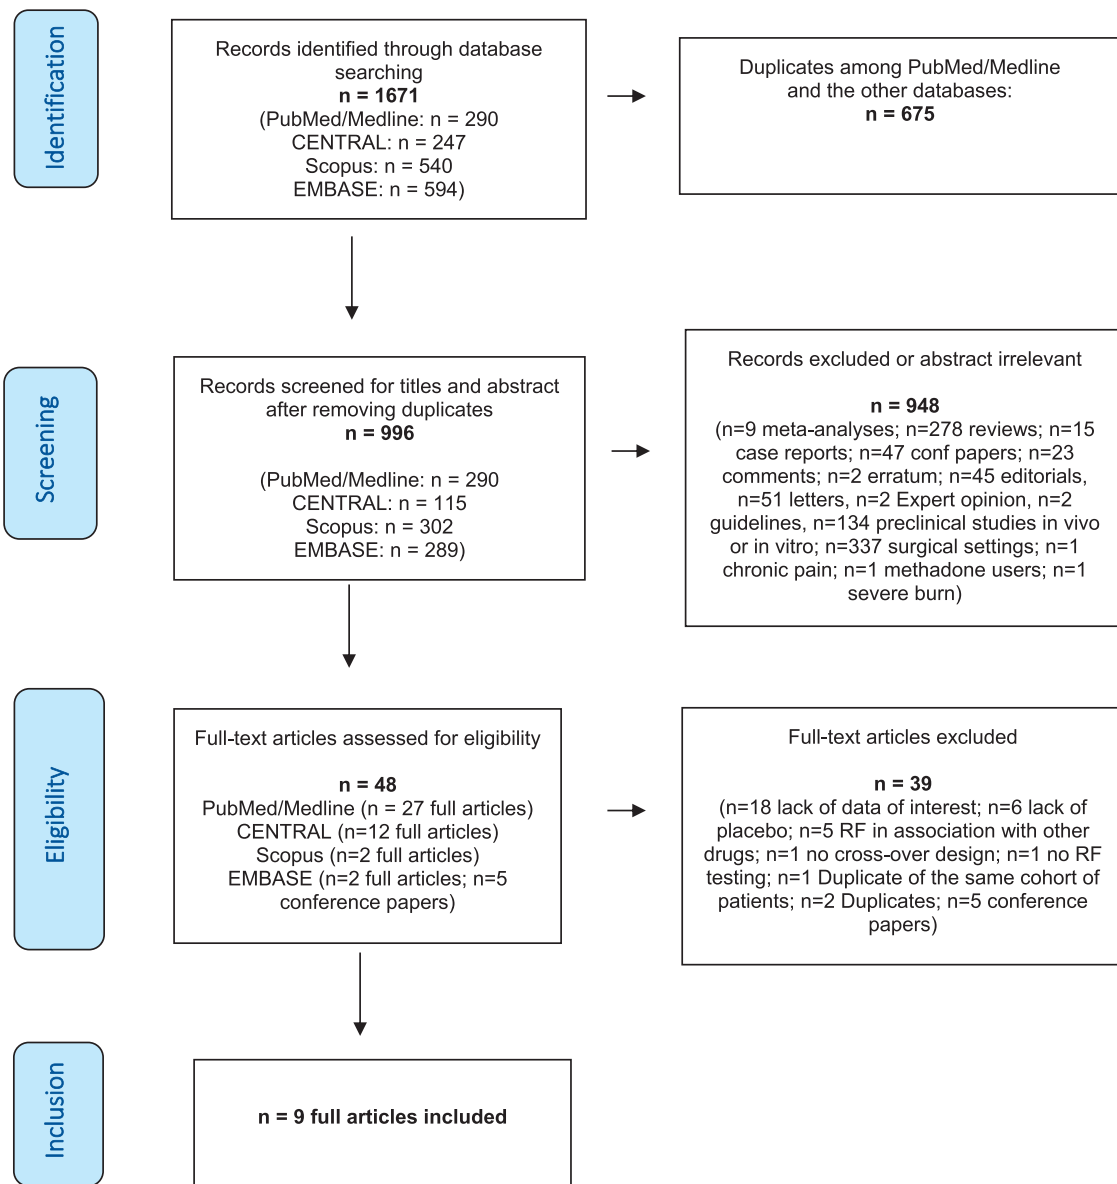 Identification
Records identified through database
searching
n = 1671
(PubMed/Medline: n = 290
CENTRAL: n = 247
Scopus: n = 540
EMBASE: n = 594)
Duplicates among PubMed/Medline
and the other databases:
n = 675
Screening
Records screened for titles and abstract
after removing duplicates
n = 996
(PubMed/Medline: n = 290
CENTRAL: n = 115
Scopus: n = 302
EMBASE: n = 289)
Records excluded or abstract irrelevant
n = 948
(n=9 meta-analyses; n=278 reviews; n=15
case reports; n=47 conf papers; n=23
comments; n=2 erratum; n=45 editorials,
n=51 letters, n=2 Expert opinion, n=2
guidelines, n=134 preclinical studies in vivo
or in vitro; n=337 surgical settings; n=1
chronic pain; n=1 methadone users; n=1
severe burn)
Eligibility
Full-text articles assessed for eligibility
n = 48
PubMed/Medline (n = 27 full articles)
CENTRAL (n=12 full articles)
Scopus (n=2 full articles)
EMBASE (n=2 full articles; n=5
conference papers)
Full-text articles excluded
n = 39
(n=18 lack of data of interest; n=6 lack of
placebo; n=5 RF in association with other
drugs; n=1 no cross-over design; n=1 no RF
testing; n=1 Duplicate of the same cohort of
patients; n=2 Duplicates; n=5 conference
papers)
Inclusion
n = 9 full articles included